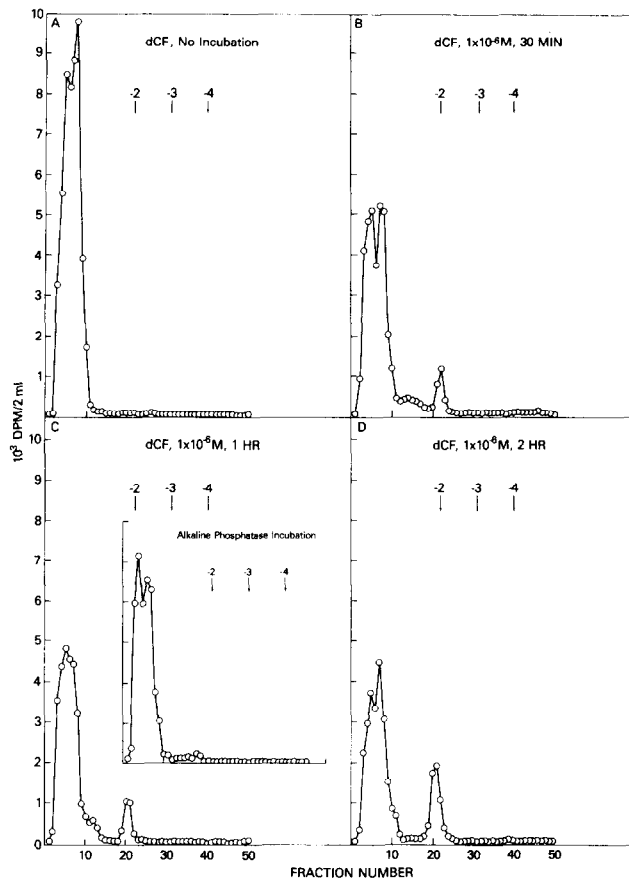 A
dCF, No Incubation
-2 -3 -4
B
dCF, 1x10⁻⁶M, 30 MIN
-2 -3 -4
10
9
8
7
6
5
4
3
2
1
10³ DPM/2 ml
C
dCF, 1x10⁻⁶M, 1 HR
-2 -3 -4
Alkaline Phosphatase Incubation
-2 -3 -4
D
dCF, 1x10⁻⁶M, 2 HR
-2 -3 -4
10
9
8
7
6
5
4
3
2
1
0
10 20 30 40 50
10 20 30 40 50
FRACTION NUMBER